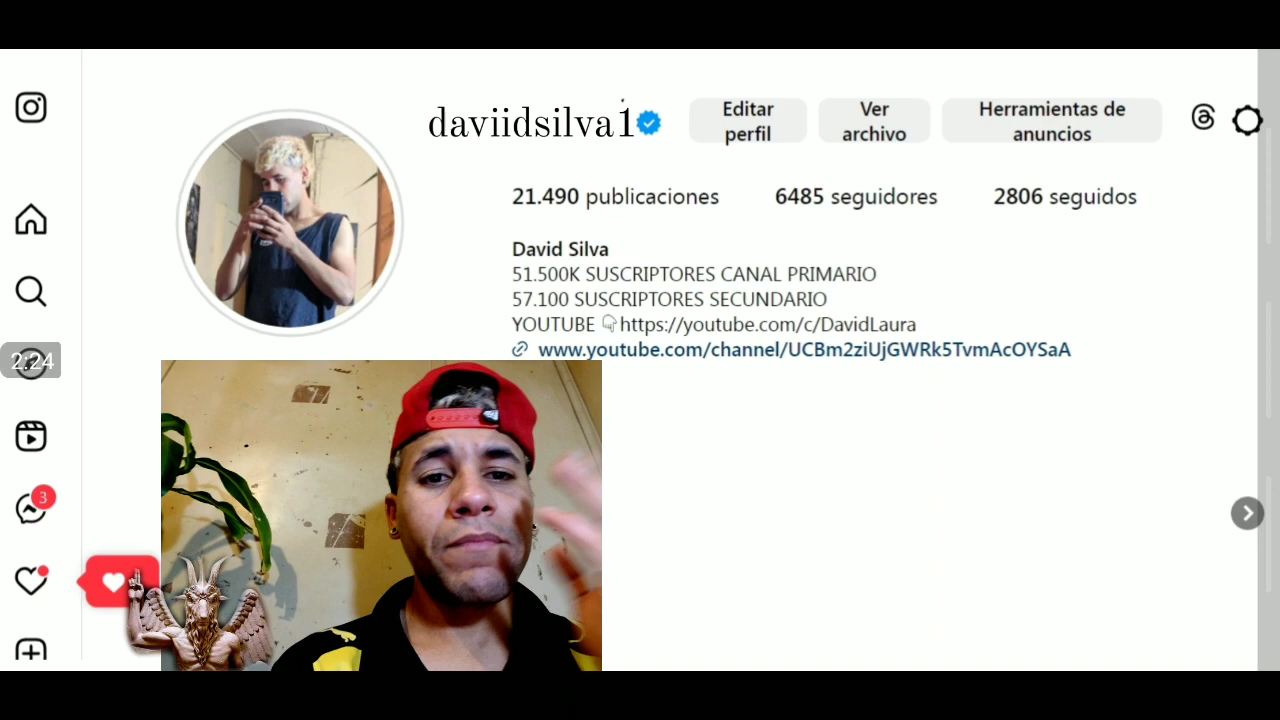 daviidsilva1
Editar
perfil
Ver
archivo
Herramientas de
anuncios
21.490 publicaciones
6485 seguidores
2806 seguidos
David Silva
51.500K SUSCRIPTORES CANAL PRIMARIO
57.100 SUSCRIPTORES SECUNDARIO
YOUTUBE 👇https://youtube.com/c/DavidLaura
www.youtube.com/channel/UCBm2ziUjGWRk5TvmAcOYSaA
2:24
3